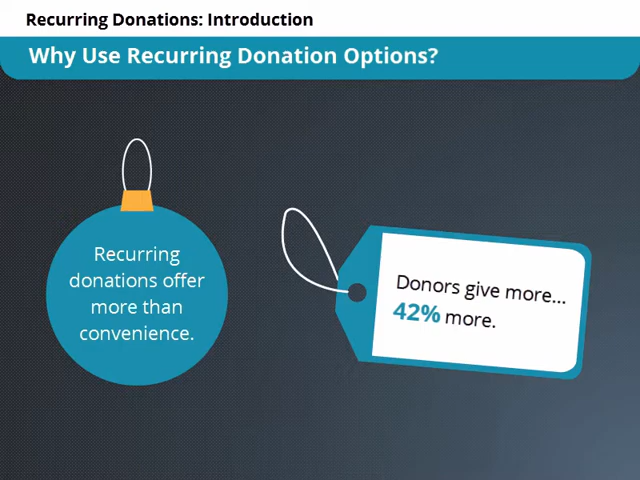 Recurring Donations: Introduction
Why Use Recurring Donation Options?
Recurring
donations offer
more than
convenience.
Donors give more...
42% more.